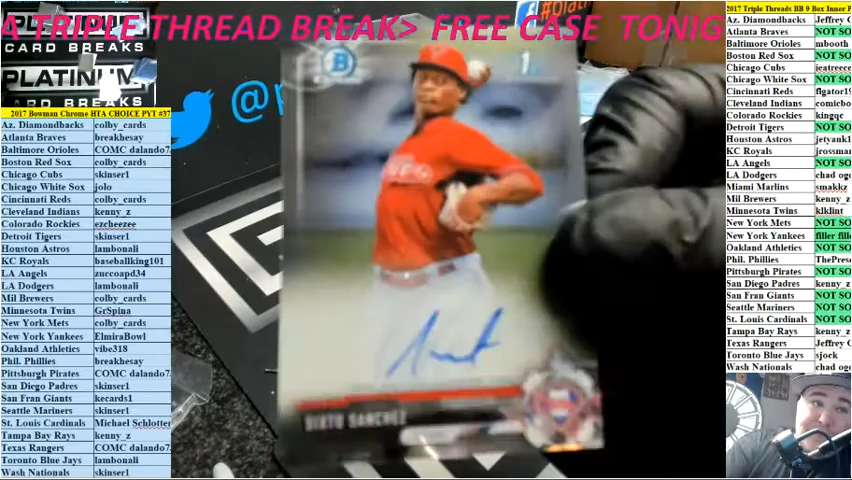 A TRIPLE THREAD BREAK> FREE CASE TONIG
PLATINUM
CARD BREAKS
PLATINUM
CARD BREAKS
2017 Bowman Chrome HTA CHOICE PYT #37
Az. Diamondbacks colby_cards
Atlanta Braves breakhesay
Baltimore Orioles COMC dalando7
Boston Red Sox colby_cards
Chicago Cubs skinser1
Chicago White Sox jolo
Cincinnati Reds colby_cards
Cleveland Indians kenny_z
Colorado Rockies ezcheezee
Detroit Tigers skinser1
Houston Astros lambonali
KC Royals baseballking101
LA Angels zuccoapd34
LA Dodgers lambonali
Mil Brewers colby_cards
Minnesota Twins GrSpina
New York Mets colby_cards
New York Yankees ElmiraBowl
Oakland Athletics vibe318
Phil. Phillies breakhesay
Pittsburgh Pirates COMC dalando7
San Diego Padres skinser1
San Fran Giants kecards1
Seattle Mariners skinser1
St. Louis Cardinals Michael Schlotter
Tampa Bay Rays kenny_z
Texas Rangers COMC dalando7
Toronto Blue Jays lambonali
Wash Nationals skinser1
@p
B
1
SIXTO SANCHEZ
2017 Triple Threads BB 9 Box Inner P
Az. Diamondbacks Jeffrey C
Atlanta Braves NOT SO
Baltimore Orioles mbooth
Boston Red Sox NOT SO
Chicago Cubs ieatreece
Chicago White Sox NOT SO
Cincinnati Reds flgator19
Cleveland Indians comicbo
Colorado Rockies kingqc
Detroit Tigers NOT SO
Houston Astros jetyank1
KC Royals jrossman
LA Angels NOT SO
LA Dodgers chad ogo
Miami Marlins smakkz
Mil Brewers kenny_z
Minnesota Twins klklint
New York Mets NOT SO
New York Yankees filler fille
Oakland Athletics NOT SO
Phil. Phillies ThePres
Pittsburgh Pirates NOT SO
San Diego Padres kenny_z
San Fran Giants NOT SO
Seattle Mariners NOT SO
St. Louis Cardinals NOT SO
Tampa Bay Rays kenny_z
Texas Rangers Jeffrey C
Toronto Blue Jays sjock
Wash Nationals chad ogo